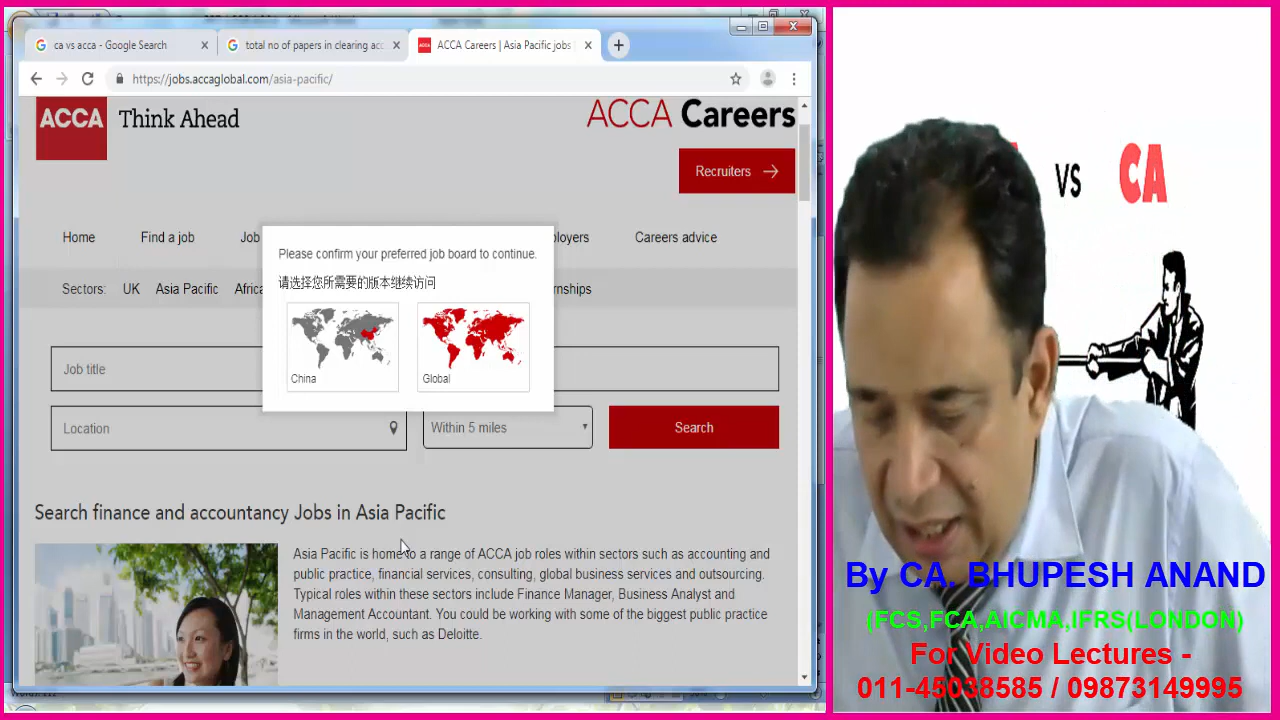 ca vs acca - Google Search
total no of papers in clearing acc
ACCA Careers | Asia Pacific jobs
https://jobs.accaglobal.com/asia-pacific/
ACCA
Think Ahead
ACCA Careers
Recruiters
Home
Find a job
Job
ployers
Careers advice
Please confirm your preferred job board to continue.
请选择您所需要的版本继续访问
China
Global
Sectors:
UK
Asia Pacific
Africa
rnships
Job title
Location
Within 5 miles
Search
Search finance and accountancy Jobs in Asia Pacific
Asia Pacific is home to a range of ACCA job roles within sectors such as accounting and
public practice, financial services, consulting, global business services and outsourcing.
Typical roles within these sectors include Finance Manager, Business Analyst and
Management Accountant. You could be working with some of the biggest public practice
firms in the world, such as Deloitte.
VS
CA
By CA. BHUPESH ANAND
(FCS,FCA,AICMA,IFRS(LONDON)
For Video Lectures -
011-45038585 / 09873149995